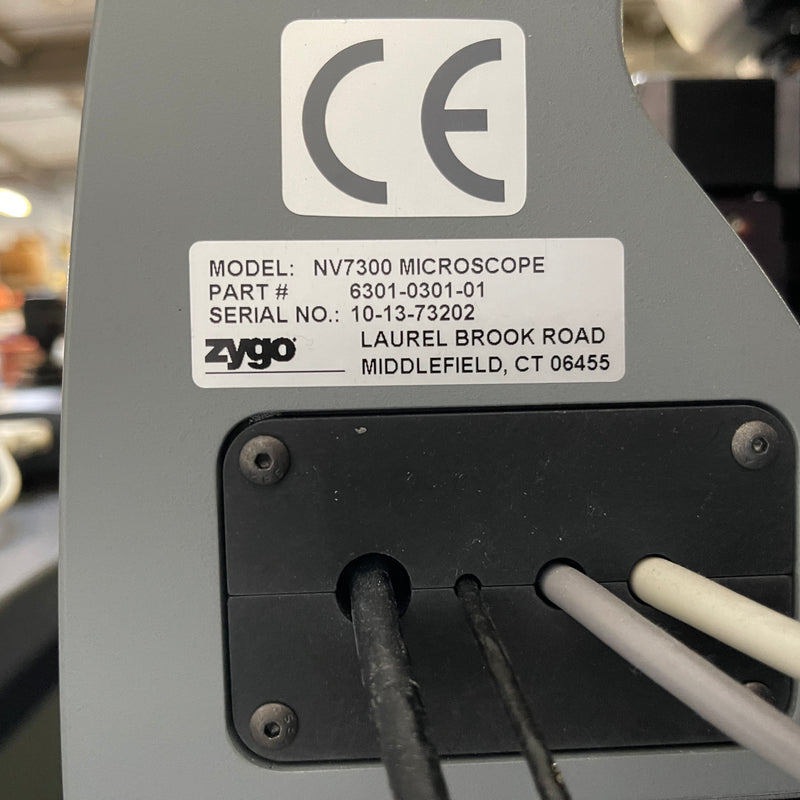 CE
MODEL: NV7300 MICROSCOPE
PART # 6301-0301-01
SERIAL NO.: 10-13-73202
zygo LAUREL BROOK ROAD
MIDDLEFIELD, CT 06455